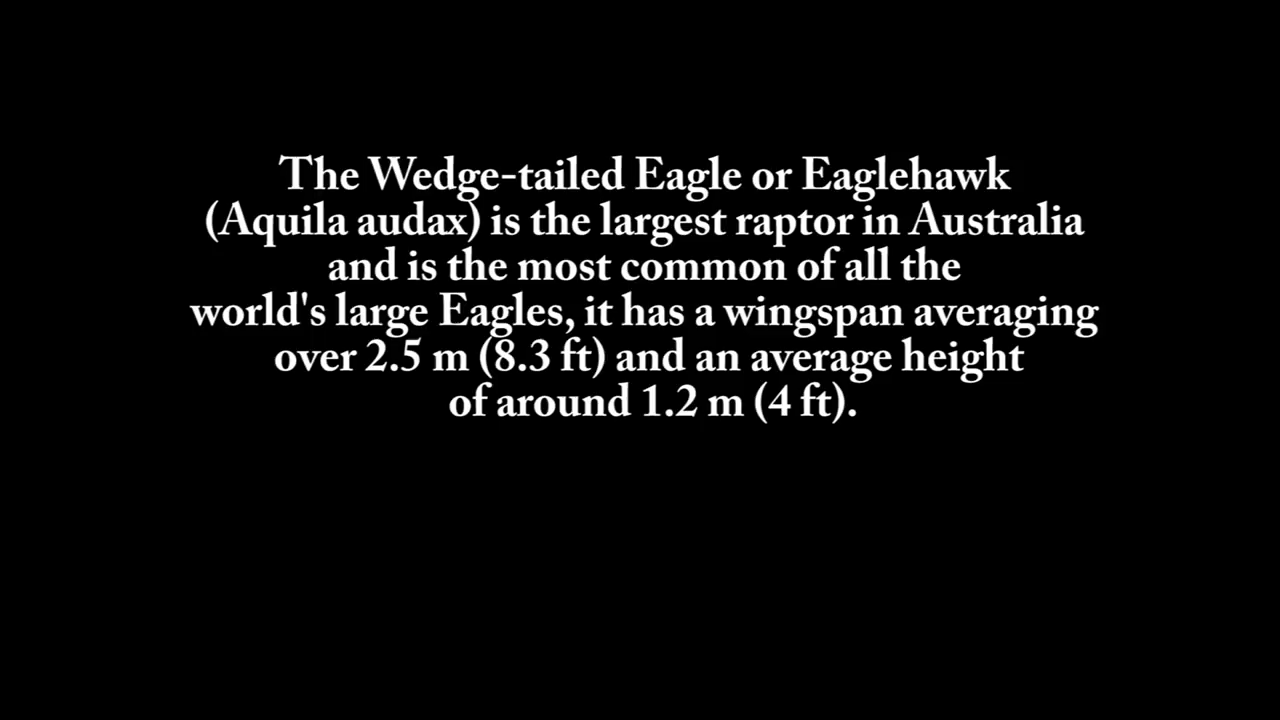 The Wedge-tailed Eagle or Eaglehawk
(Aquila audax) is the largest raptor in Australia
and is the most common of all the
world's large Eagles, it has a wingspan averaging
over 2.5 m (8.3 ft) and an average height
of around 1.2 m (4 ft).